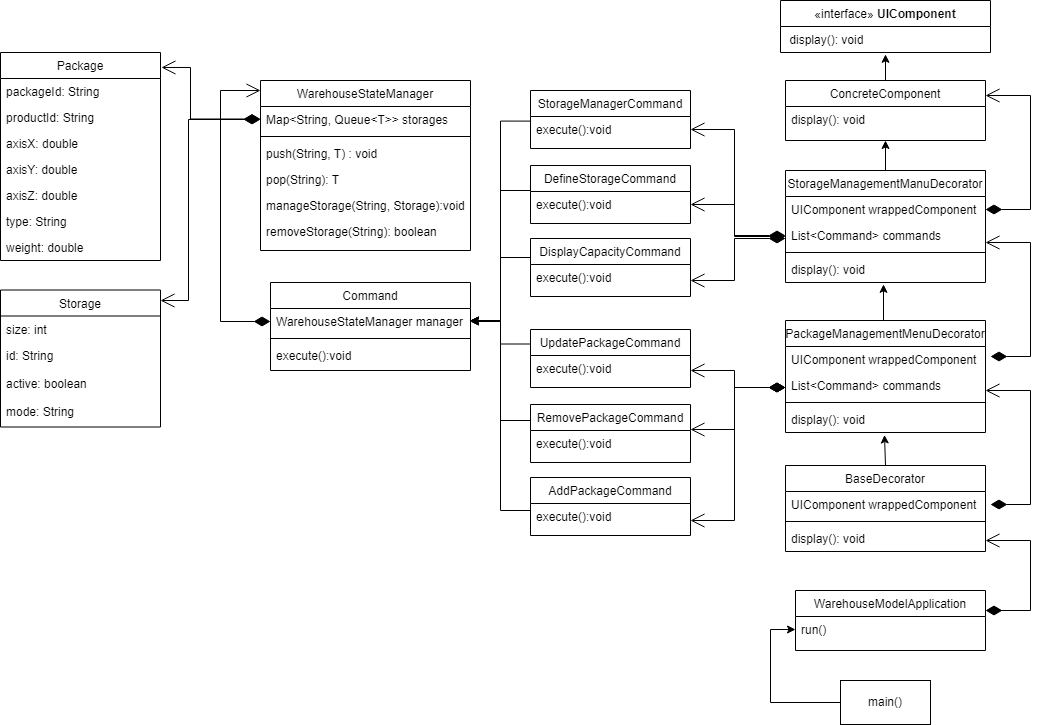 «interface» UIComponent
display(): void
Package
packageId: String
productId: String
axisX: double
axisY: double
axisZ: double
type: String
weight: double
Storage
size: int
id: String
active: boolean
mode: String
WarehouseStateManager
Map<String, Queue<T>> storages
push(String, T) : void
pop(String): T
manageStorage(String, Storage):void
removeStorage(String): boolean
Command
WarehouseStateManager manager
execute():void
StorageManagerCommand
execute():void
DefineStorageCommand
execute():void
DisplayCapacityCommand
execute():void
UpdatePackageCommand
execute():void
RemovePackageCommand
execute():void
AddPackageCommand
execute():void
ConcreteComponent
display(): void
StorageManagementManuDecorator
UIComponent wrappedComponent
List<Command> commands
display(): void
PackageManagementMenuDecorator
UIComponent wrappedComponent
List<Command> commands
display(): void
BaseDecorator
UIComponent wrappedComponent
display(): void
WarehouseModelApplication
run()
main()